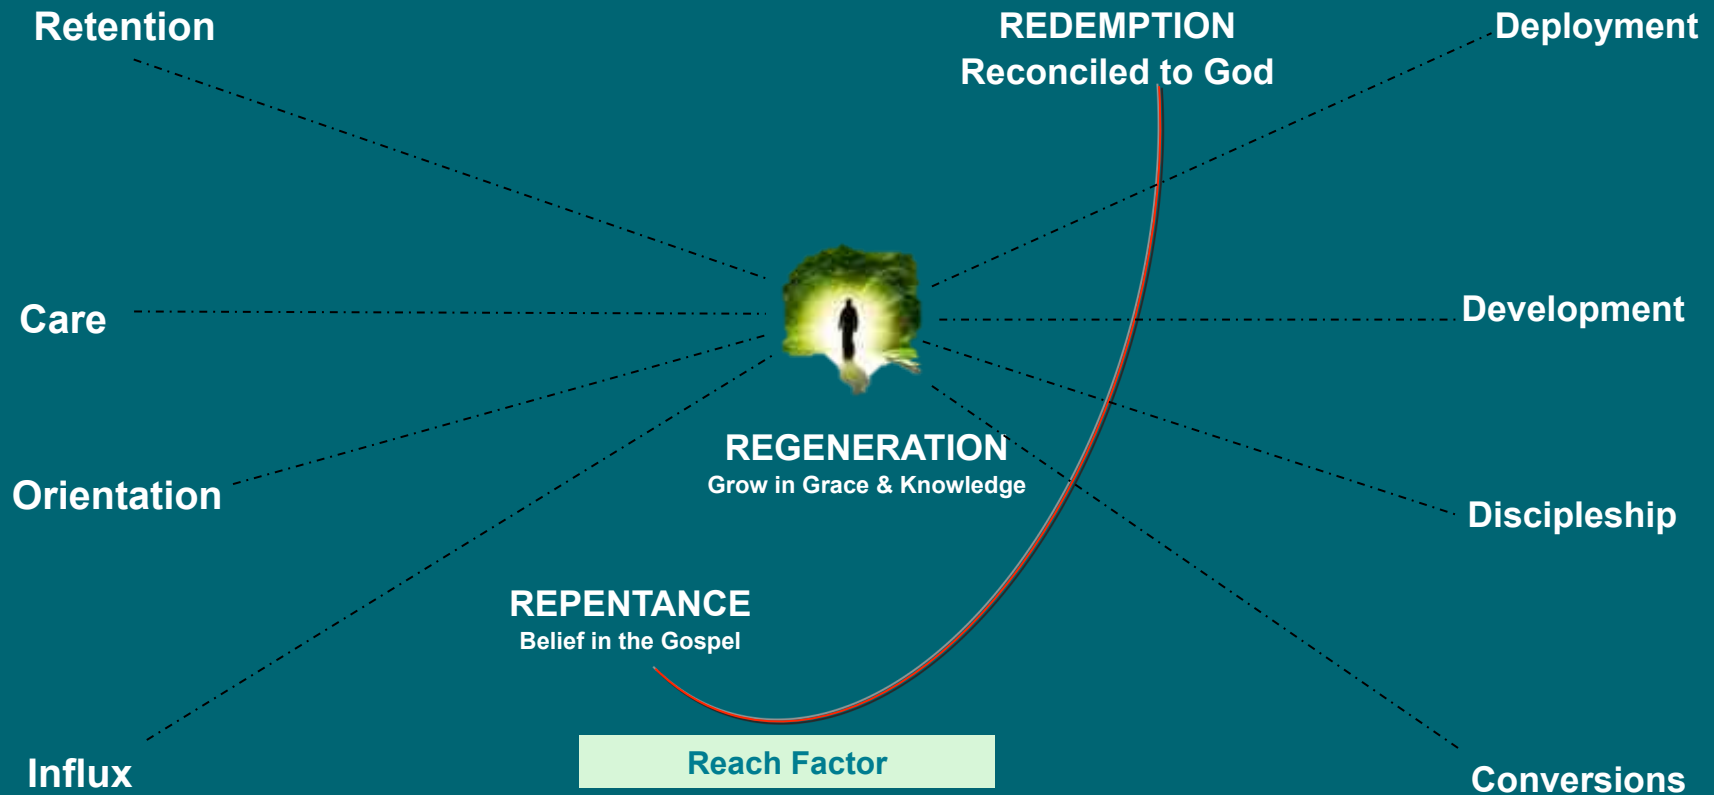 Retention
REDEMPTION
Reconciled to God
Deployment
Care
Development
REGENERATION
Grow in Grace & Knowledge
Orientation
Discipleship
REPENTANCE
Belief in the Gospel
Reach Factor
Influx
Conversions